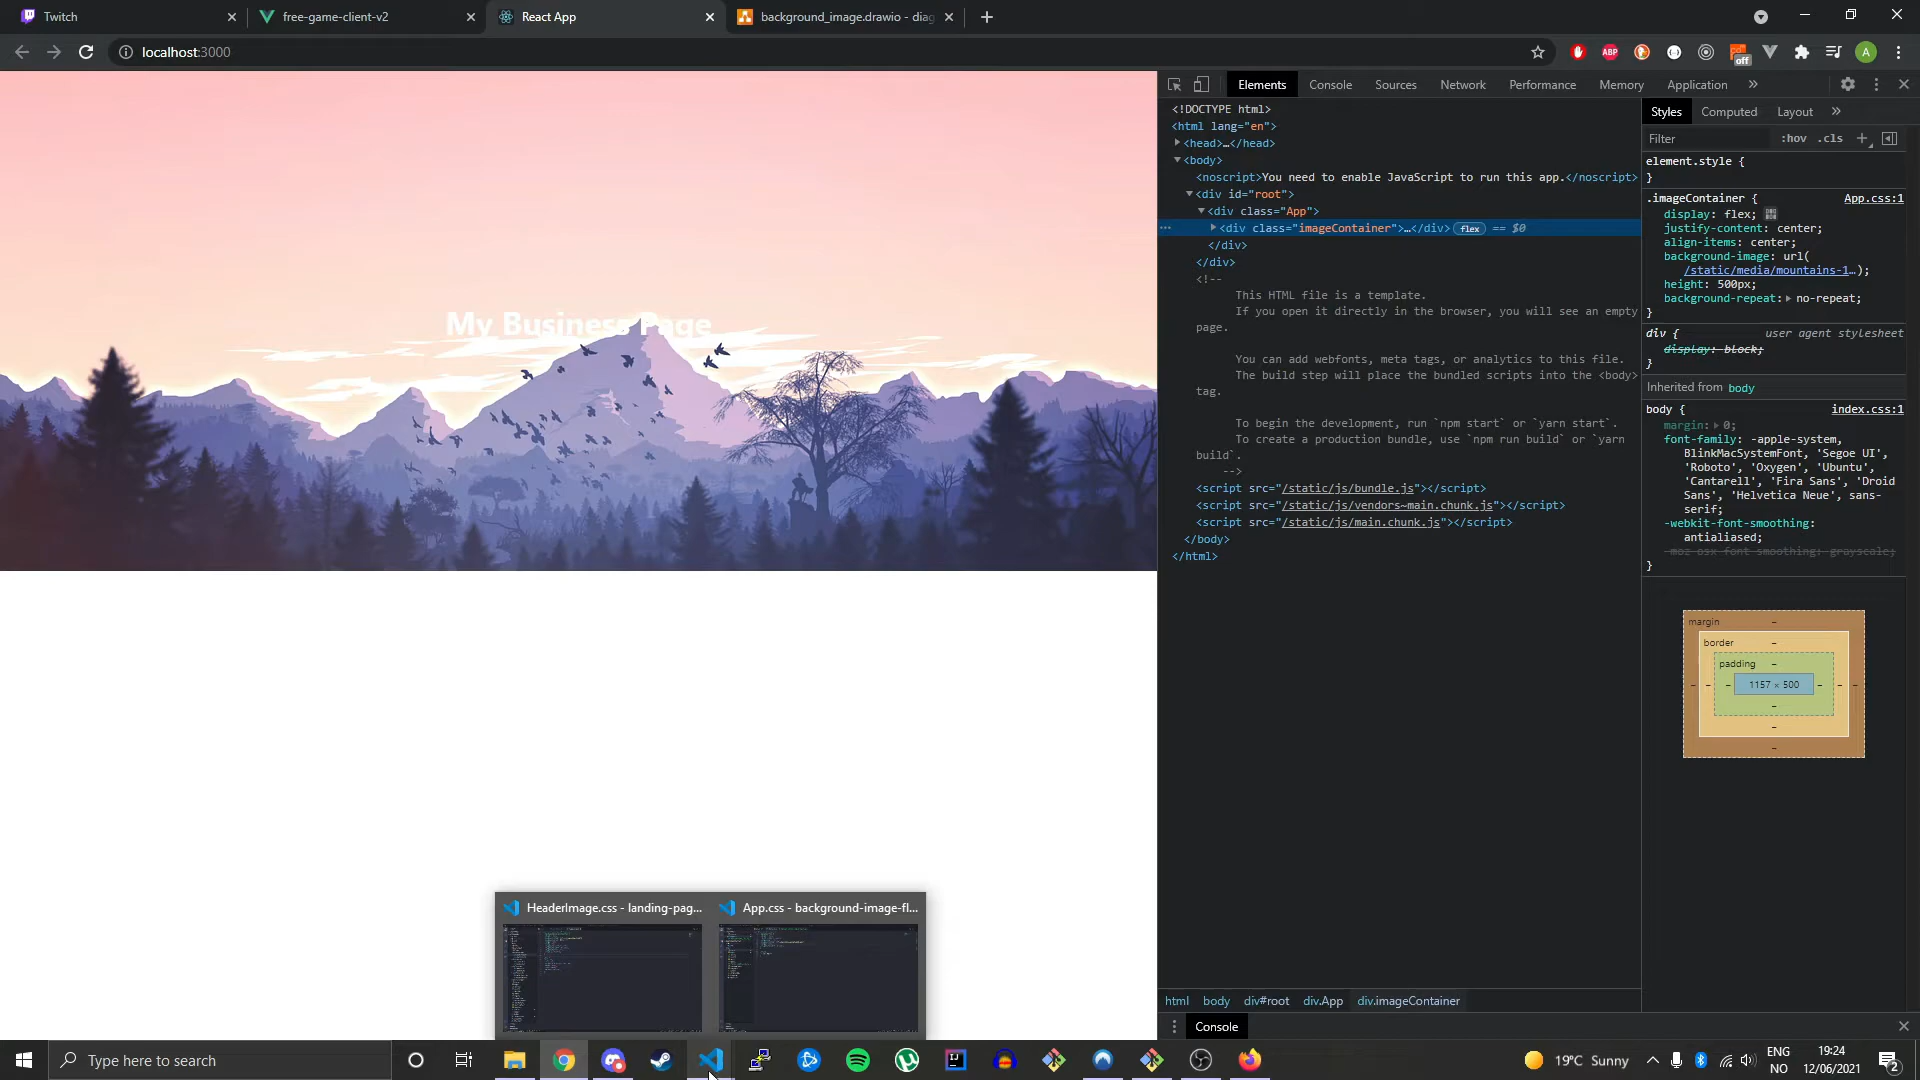 Twitch
free-game-client-v2
React App
background_image.drawio - diag
localhost:3000
ABP
off
A
Elements
Console
Sources
Network
Performance
Memory
Application
<!DOCTYPE html>
<html lang="en">
<head>…</head>
<body>
<noscript>You need to enable JavaScript to run this app.</noscript>
<div id="root">
<div class="App">
<div class="imageContainer">…</div> flex == $0
</div>
</div>
<!--
This HTML file is a template.
If you open it directly in the browser, you will see an empty
page.
You can add webfonts, meta tags, or analytics to this file.
The build step will place the bundled scripts into the <body>
tag.
To begin the development, run `npm start` or `yarn start`.
To create a production bundle, use `npm run build` or `yarn
build`.
-->
<script src="/static/js/bundle.js"></script>
<script src="/static/js/vendors~main.chunk.js"></script>
<script src="/static/js/main.chunk.js"></script>
</body>
</html>
Styles
Computed
Layout
Filter
:hov .cls
element.style {
}
.imageContainer { App.css:1
display: flex;
justify-content: center;
align-items: center;
background-image: url(
/static/media/mountains-1…);
height: 500px;
background-repeat: no-repeat;
}
div { user agent stylesheet
display: block;
}
Inherited from body
body { index.css:1
margin: 0;
font-family: -apple-system,
BlinkMacSystemFont, 'Segoe UI',
'Roboto', 'Oxygen', 'Ubuntu',
'Cantarell', 'Fira Sans', 'Droid
Sans', 'Helvetica Neue', sans-
serif;
-webkit-font-smoothing:
antialiased;
-moz-osx-font-smoothing: grayscale;
}
margin –
border –
padding –
1157 × 500
My Business Page
html body div#root div.App div.imageContainer
Console
HeaderImage.css - landing-pag...
App.css - background-image-fl...
Type here to search
19°C Sunny
ENG
NO
19:24
12/06/2021
2